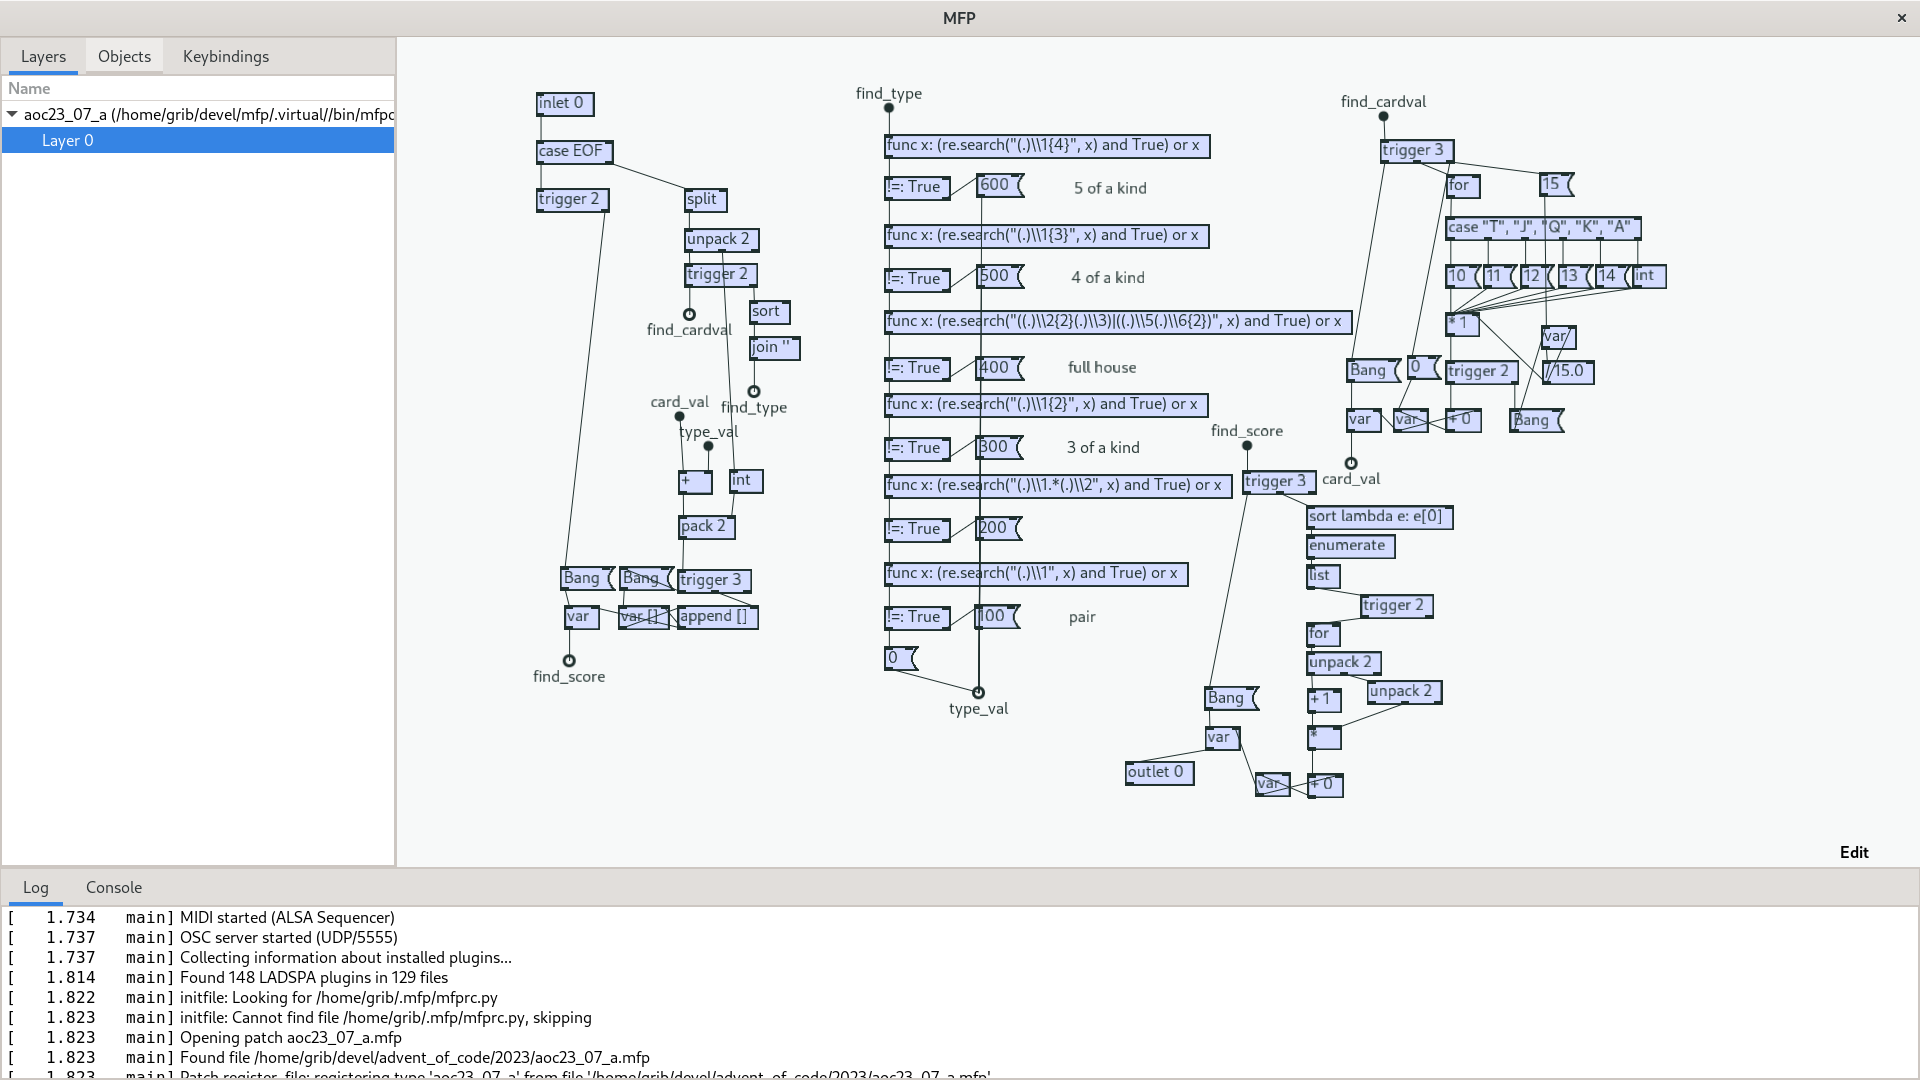 MFP
Layers Objects Keybindings
Name
aoc23_07_a (/home/grib/devel/mfp/.virtual//bin/mfpc
Layer 0
inlet 0
case EOF
trigger 2
split
unpack 2
trigger 2
find_cardval
sort
join ''
find_type
card_val
type_val
+
int
pack 2
Bang
Bang
trigger 3
var
var []
append []
find_score
find_type
func x: (re.search("(.)\\1{4}", x) and True) or x
!=: True
600
5 of a kind
func x: (re.search("(.)\\1{3}", x) and True) or x
!=: True
500
4 of a kind
func x: (re.search("((.)\\2{2}(.)\\3)|((.)\\5(.)\\6{2})", x) and True) or x
!=: True
400
full house
func x: (re.search("(.)\\1{2}", x) and True) or x
!=: True
300
3 of a kind
func x: (re.search("(.)\\1.*(.)\\2", x) and True) or x
!=: True
200
func x: (re.search("(.)\\1", x) and True) or x
!=: True
100
pair
0
type_val
find_cardval
trigger 3
for
15
case "T", "J", "Q", "K", "A"
10
11
12
13
14
int
* 1
var
Bang
0
trigger 2
/15.0
var
var
+ 0
Bang
card_val
find_score
trigger 3
sort lambda e: e[0]
enumerate
list
trigger 2
for
unpack 2
unpack 2
+ 1
*
Bang
var
outlet 0
var
+ 0
Edit
Log Console
[ 1.734 main] MIDI started (ALSA Sequencer)
[ 1.737 main] OSC server started (UDP/5555)
[ 1.737 main] Collecting information about installed plugins...
[ 1.814 main] Found 148 LADSPA plugins in 129 files
[ 1.822 main] initfile: Looking for /home/grib/.mfp/mfprc.py
[ 1.823 main] initfile: Cannot find file /home/grib/.mfp/mfprc.py, skipping
[ 1.823 main] Opening patch aoc23_07_a.mfp
[ 1.823 main] Found file /home/grib/devel/advent_of_code/2023/aoc23_07_a.mfp
[ 1.823 main] Patch register_file: registering type 'aoc23_07_a' from file '/home/grib/devel/advent_of_code/2023/aoc23_07_a.mfp'